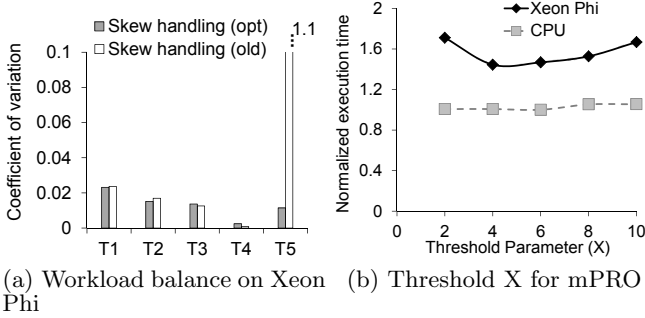 Skew handling (opt)
Skew handling (old)
1.1
Coefficient of variation
0.1
0.08
0.06
0.04
0.02
0
T1 T2 T3 T4 T5
(a) Workload balance on Xeon
Phi
Xeon Phi
CPU
Normalized execution time
2
1.6
1.2
0.8
0.4
0
0 2 4 6 8 10
Threshold Parameter (X)
(b) Threshold X for mPRO